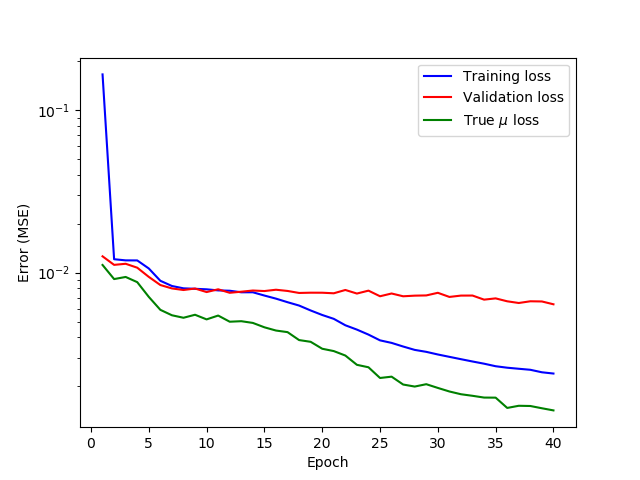 Training loss
Validation loss
True μ loss
10⁻¹
10⁻²
Error (MSE)
0 5 10 15 20 25 30 35 40
Epoch